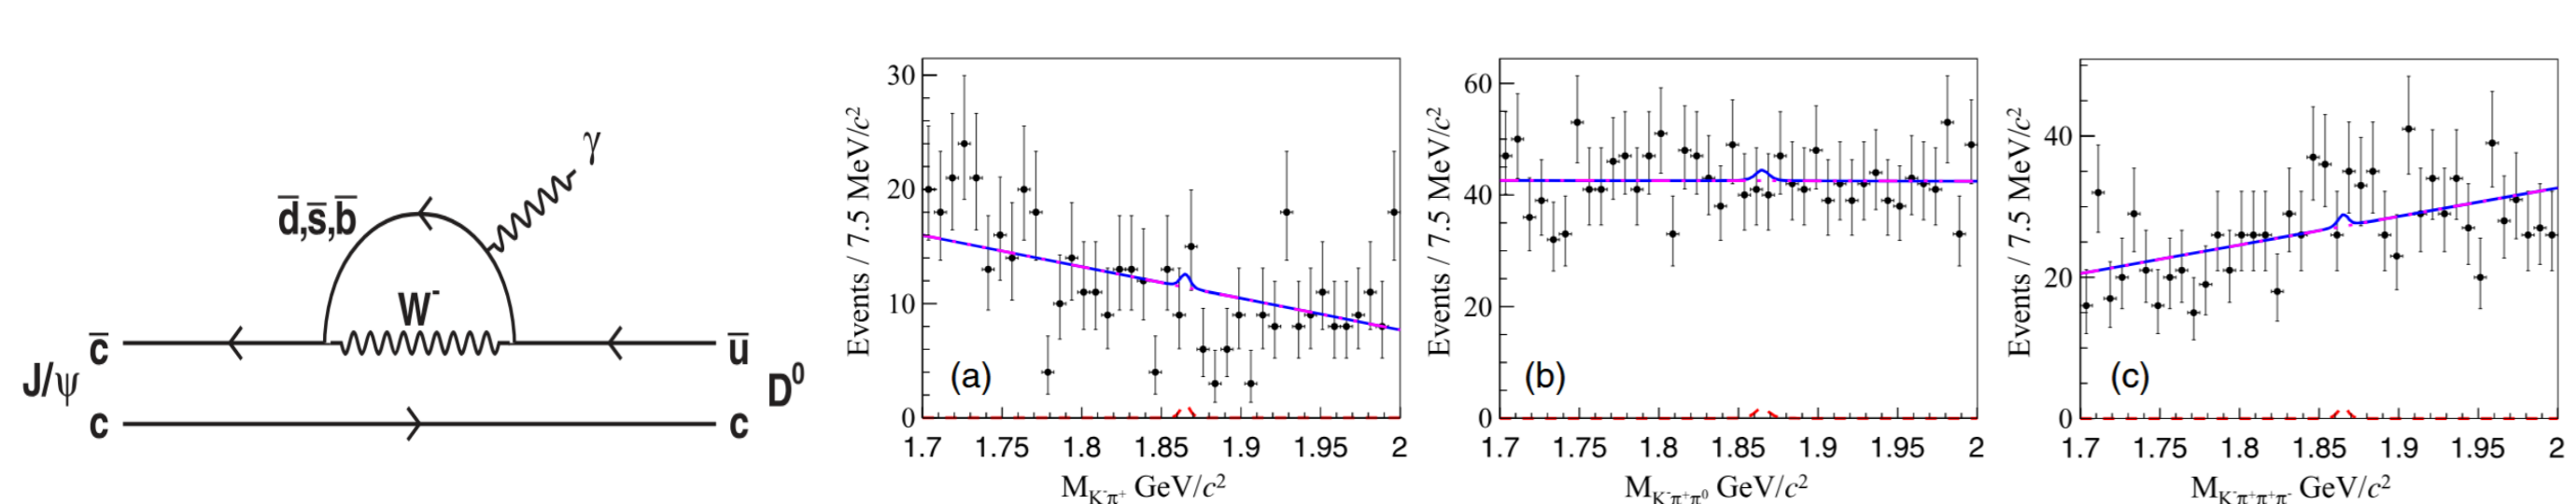 γ
d̄,s̄,b̄
W⁻
c̄ ū
J/ψ D⁰
c c
Events / 7.5 MeV/c²
30
20
10
0
(a)
1.7 1.75 1.8 1.85 1.9 1.95 2
M_K⁻π⁺ GeV/c²
Events / 7.5 MeV/c²
60
40
20
0
(b)
1.7 1.75 1.8 1.85 1.9 1.95 2
M_K⁻π⁺π⁰ GeV/c²
Events / 7.5 MeV/c²
40
20
0
(c)
1.7 1.75 1.8 1.85 1.9 1.95 2
M_K⁻π⁺π⁺π⁻ GeV/c²